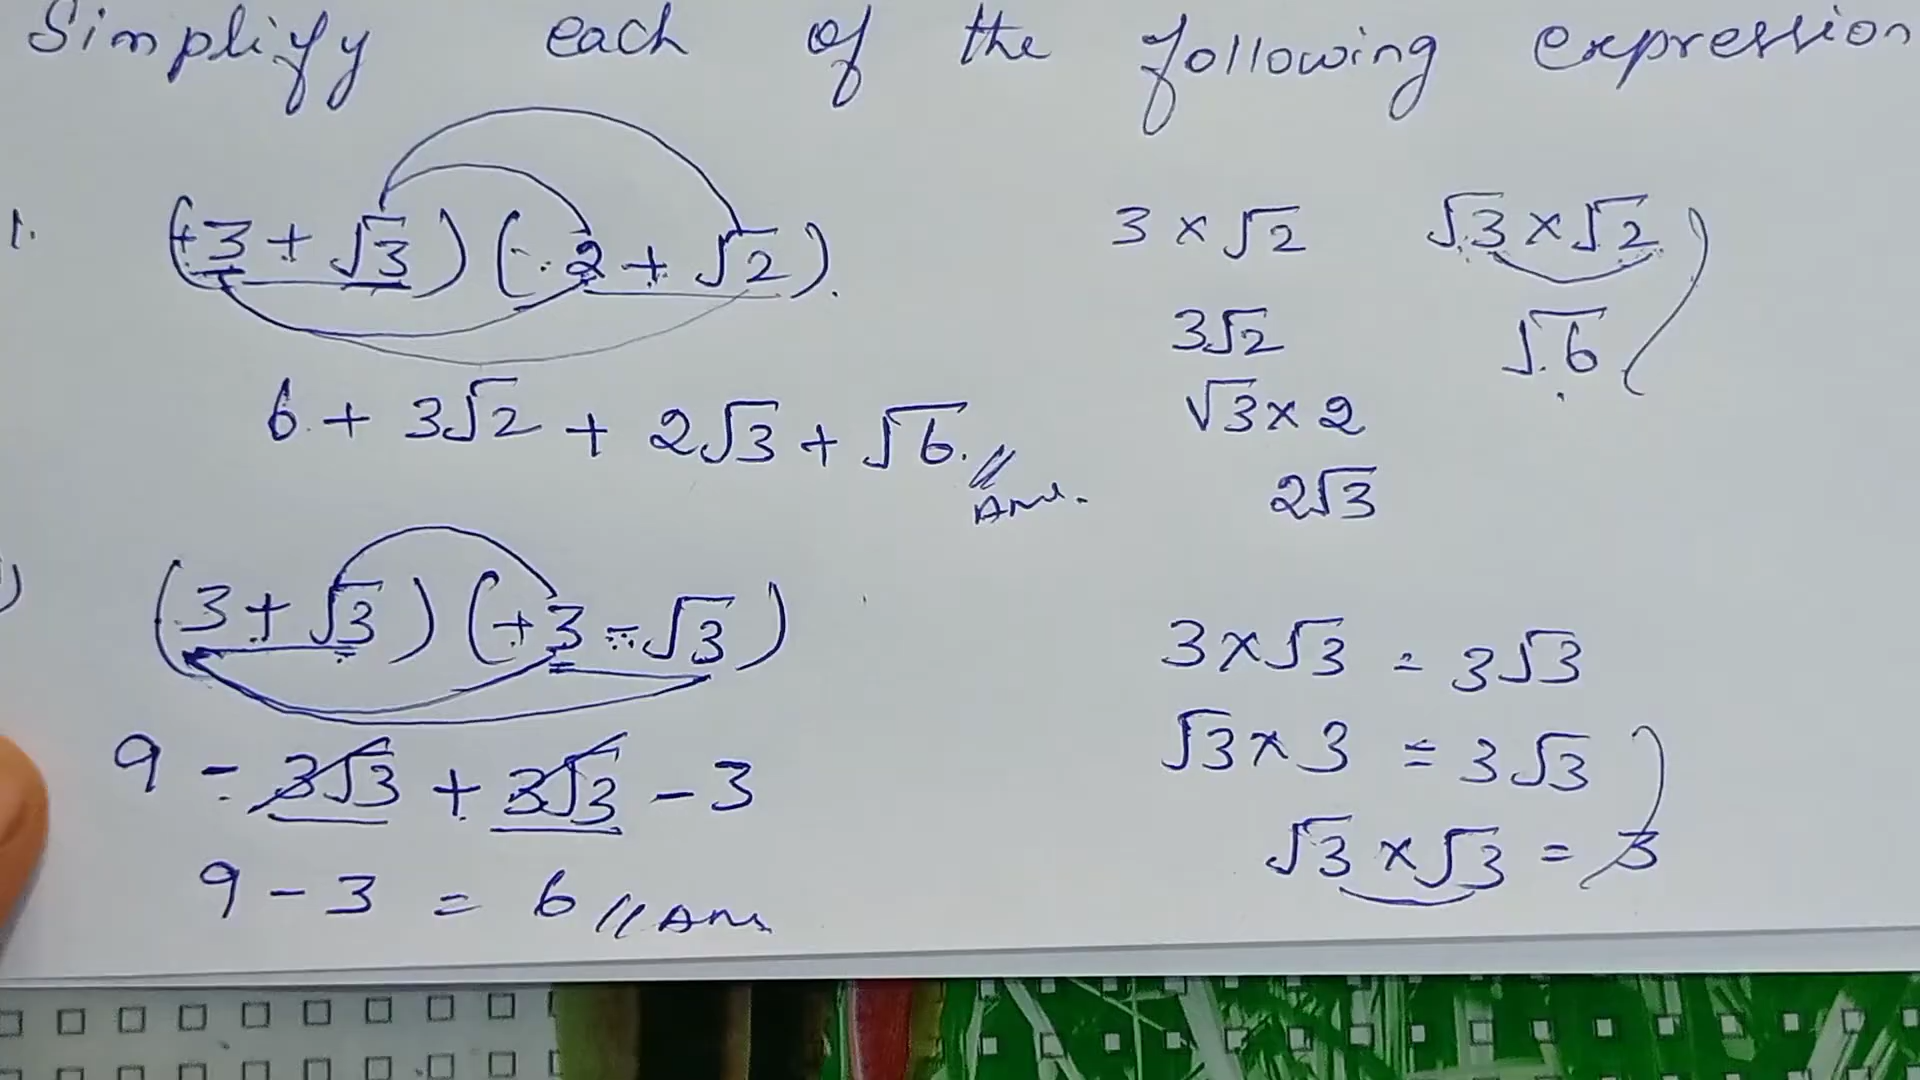 Simplify each of the following expression
1. (+3 + √3) (+2 + √2).
6 + 3√2 + 2√3 + √6. // Ans.
3 × √2
3√2
√3 × 2
2√3
√3 × √2
√6
) (3 + √3) (+3 - √3)
9 - 3√3 + 3√3 - 3
9 - 3 = 6 // Ans
3 × √3 = 3√3
√3 × 3 = 3√3
√3 × √3 = 3